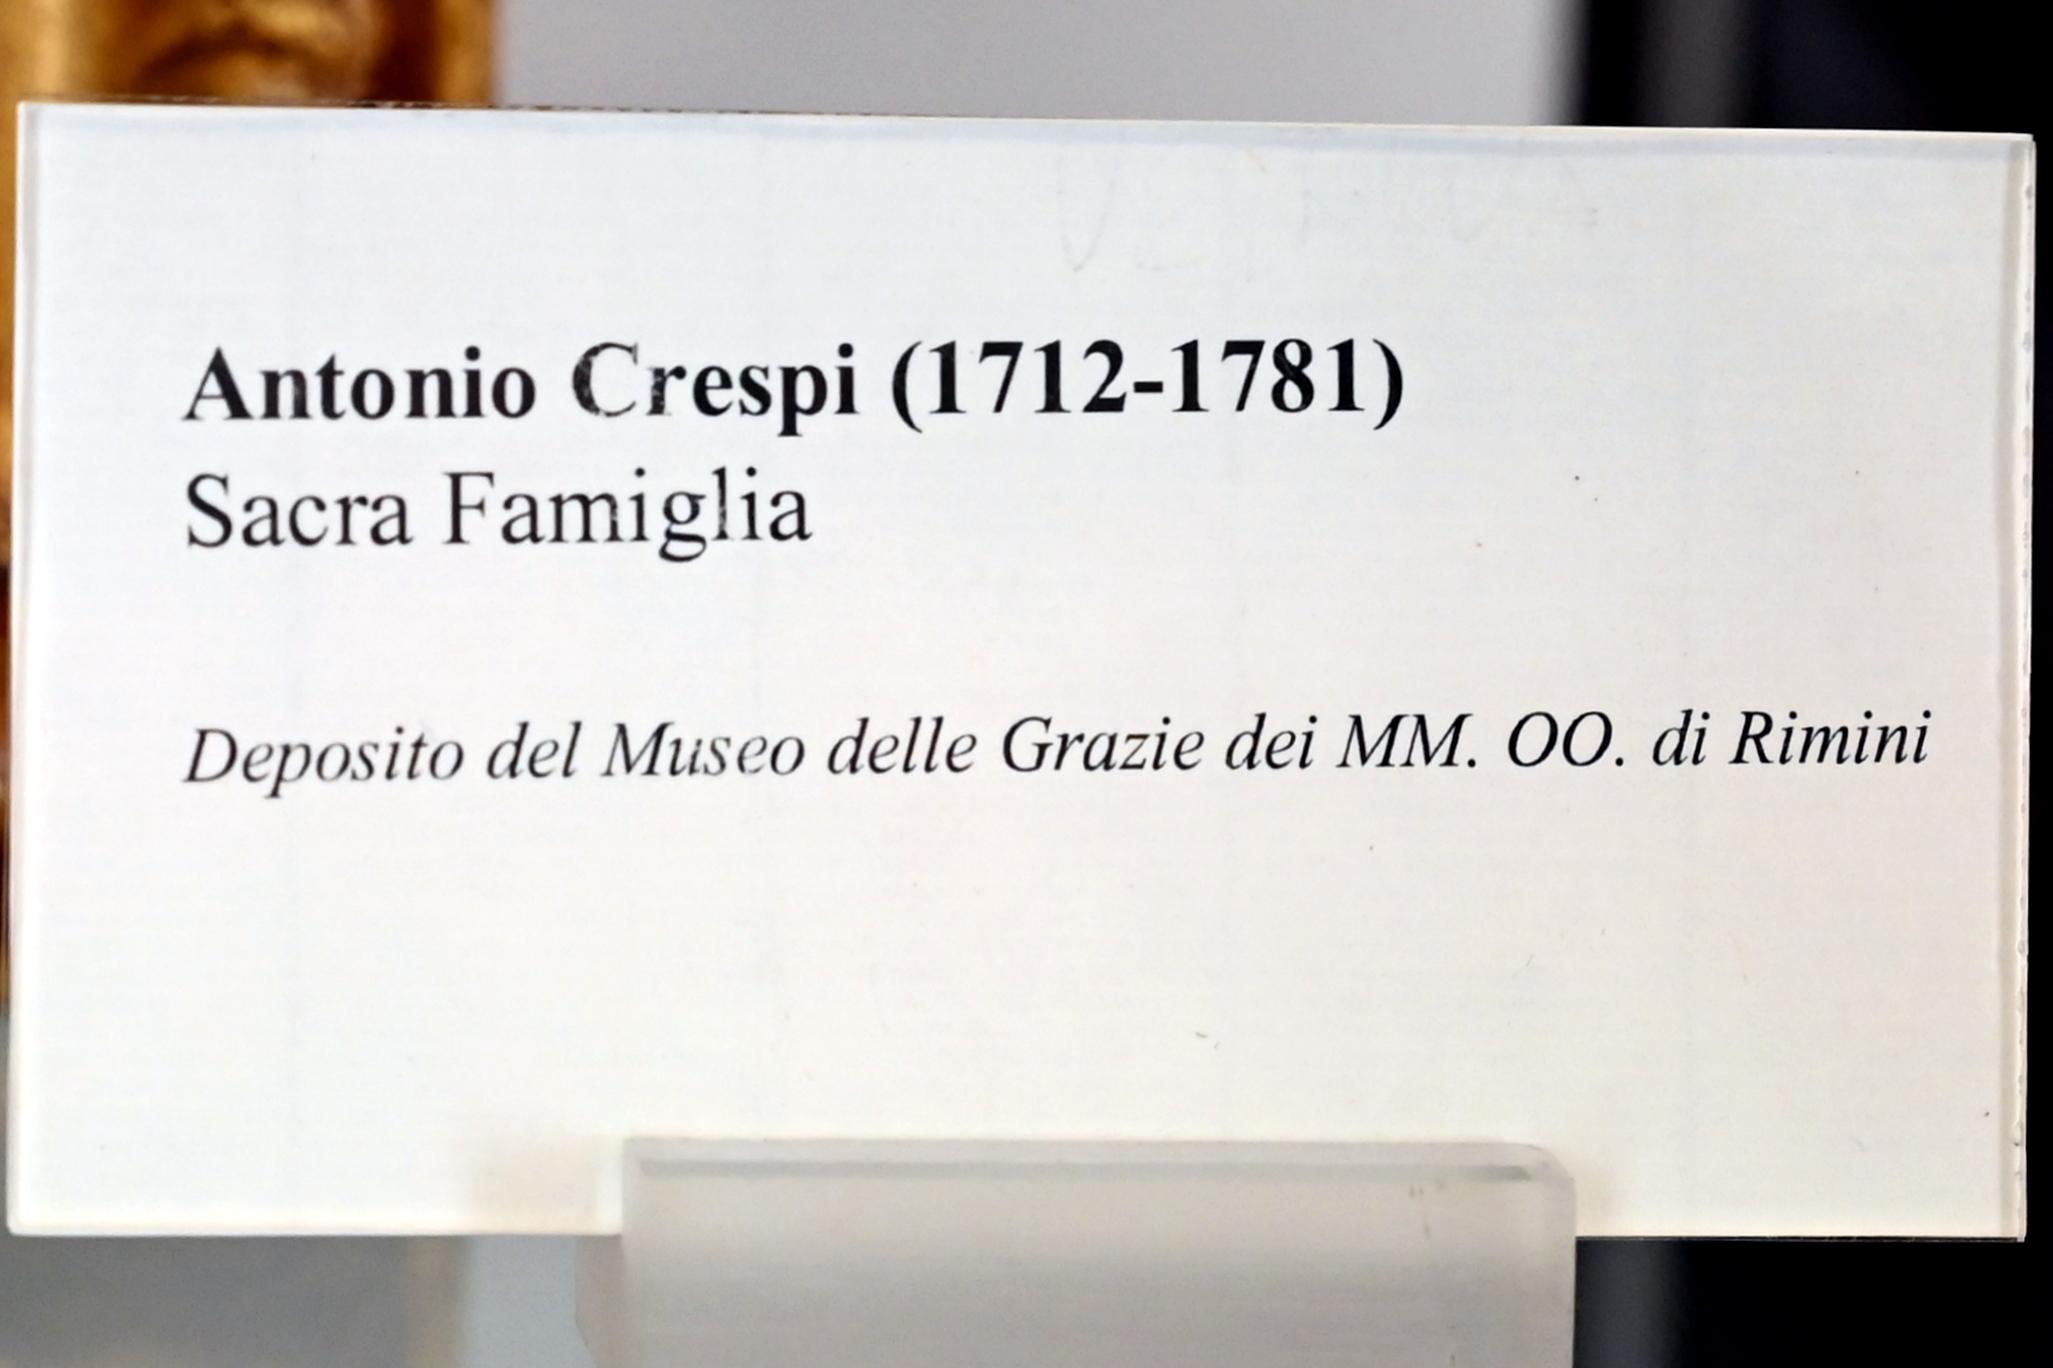 Antonio Crespi (1712-1781)
Sacra Famiglia
Deposito del Museo delle Grazie dei MM. OO. di Rimini